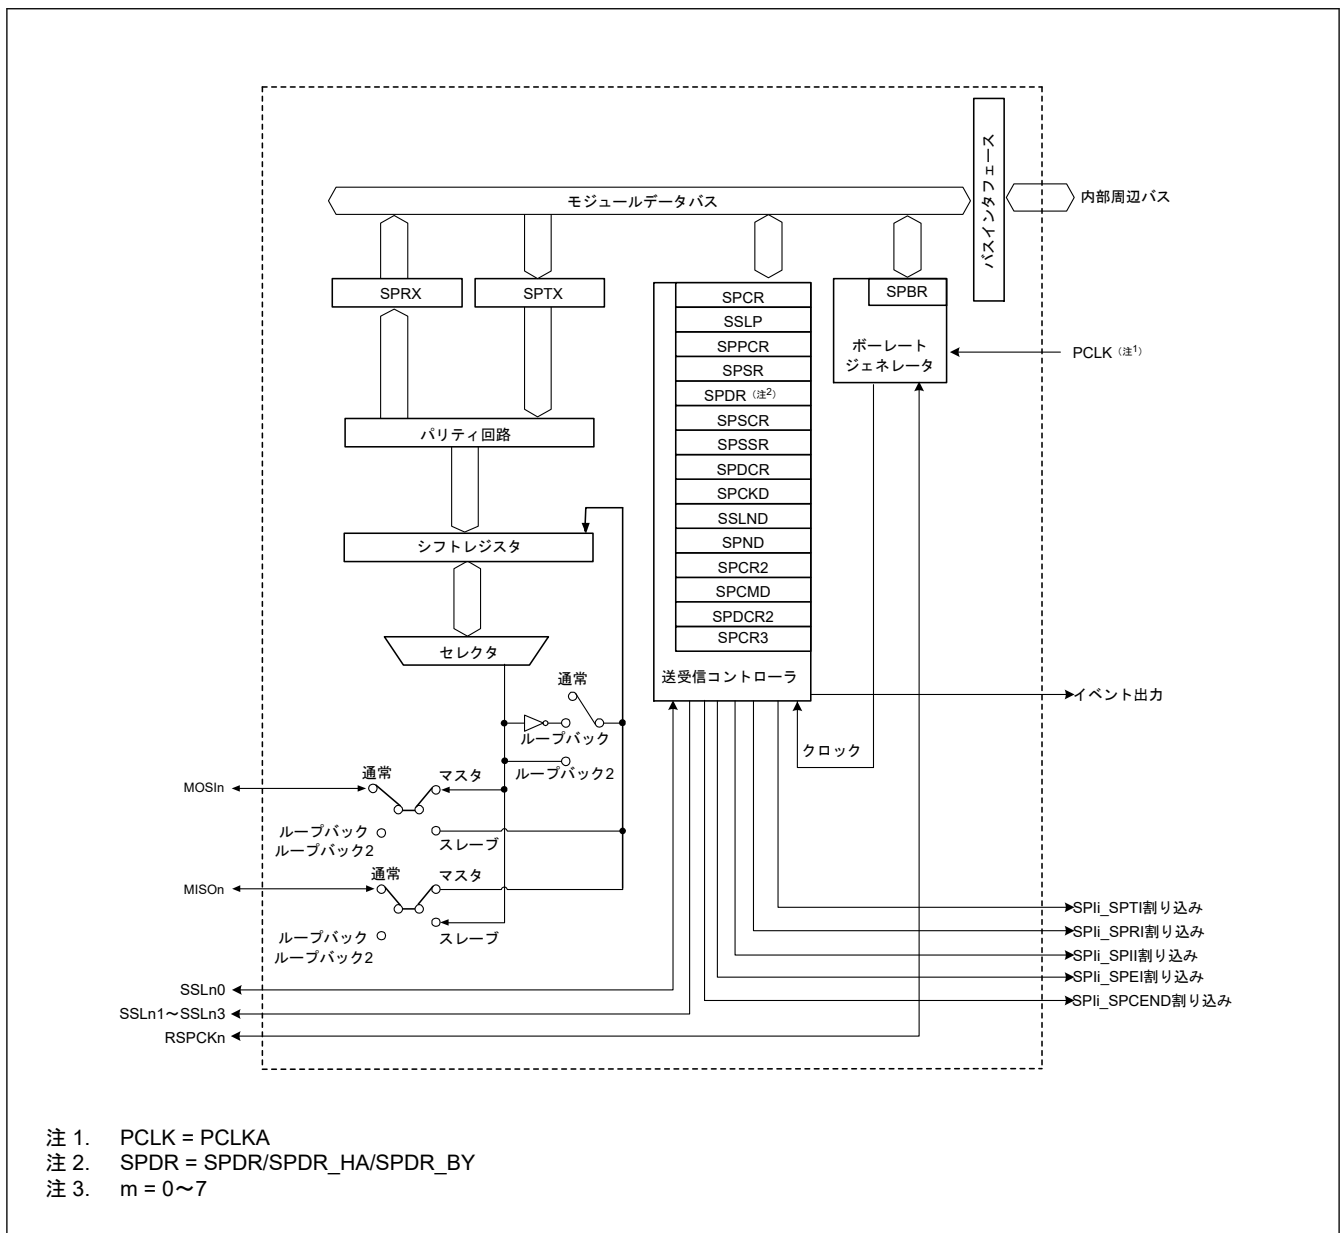 バスインタフェース
内部周辺バス
モジュールデータバス
SPRX
SPTX
SPCR
SSLP
SPPCR
SPSR
SPDR（注2）
SPSCR
SPSSR
SPDCR
SPCKD
SSLND
SPND
SPCR2
SPCMD
SPDCR2
SPCR3
送受信コントローラ
SPBR
ボーレート
ジェネレータ
PCLK（注1）
パリティ回路
シフトレジスタ
セレクタ
通常
ループバック
ループバック2
イベント出力
クロック
MOSIn
通常
マスタ
ループバック
ループバック2
スレーブ
MISOn
通常
マスタ
ループバック
ループバック2
スレーブ
SSLn0
SSLn1～SSLn3
RSPCKn
SPIi_SPTI割り込み
SPIi_SPRI割り込み
SPIi_SPII割り込み
SPIi_SPEI割り込み
SPIi_SPCEND割り込み
注 1. PCLK = PCLKA
注 2. SPDR = SPDR/SPDR_HA/SPDR_BY
注 3. m = 0～7